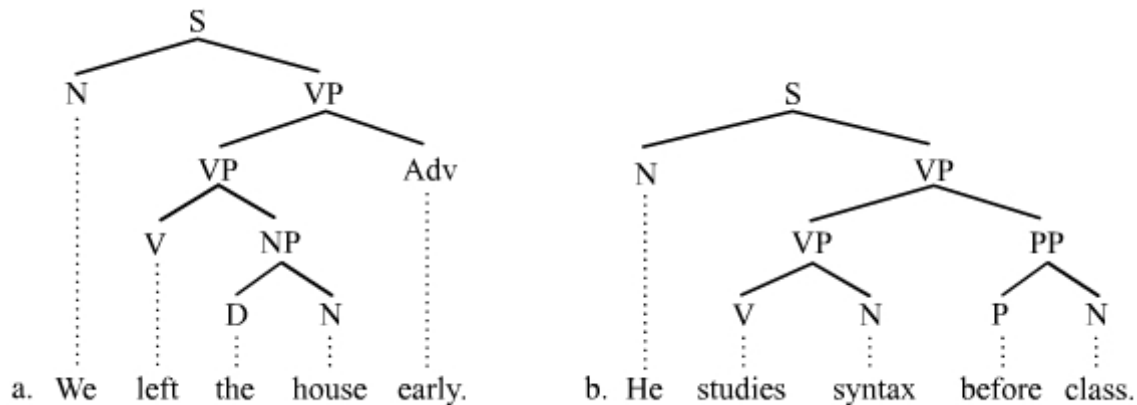 S
N VP
S
VP Adv
N VP
V NP
VP PP
D N
V N P N
a. We left the house early.
b. He studies syntax before class.